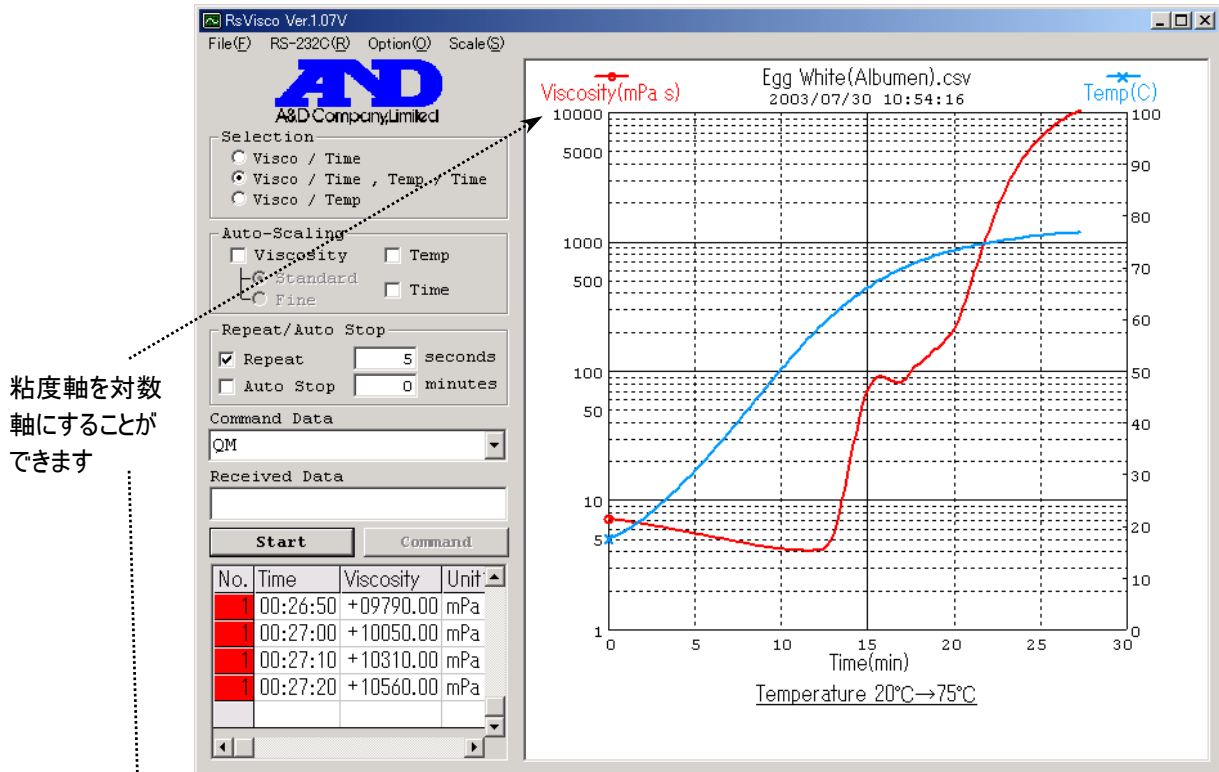 RsVisco Ver.1.07V
File(F) RS-232C(R) Option(O) Scale(S)
AND
A&D Company,Limited
Selection
Visco / Time
Visco / Time , Temp / Time
Visco / Temp
Auto-Scaling
Viscosity
Temp
Standard
Fine
Time
Repeat/Auto Stop
Repeat 5 seconds
Auto Stop 0 minutes
Command Data
QM
Received Data
Start Command
No. Time Viscosity Unit
1 00:26:50 +09790.00 mPa
1 00:27:00 +10050.00 mPa
1 00:27:10 +10310.00 mPa
1 00:27:20 +10560.00 mPa
粘度軸を対数
軸にすることが
できます
Egg White(Albumen).csv
2003/07/30 10:54:16
Viscosity(mPa s)
Temp(C)
10000
5000
1000
500
100
50
10
5
1
100
90
80
70
60
50
40
30
20
10
0
0 5 10 15 20 25 30
Time(min)
Temperature 20℃→75℃